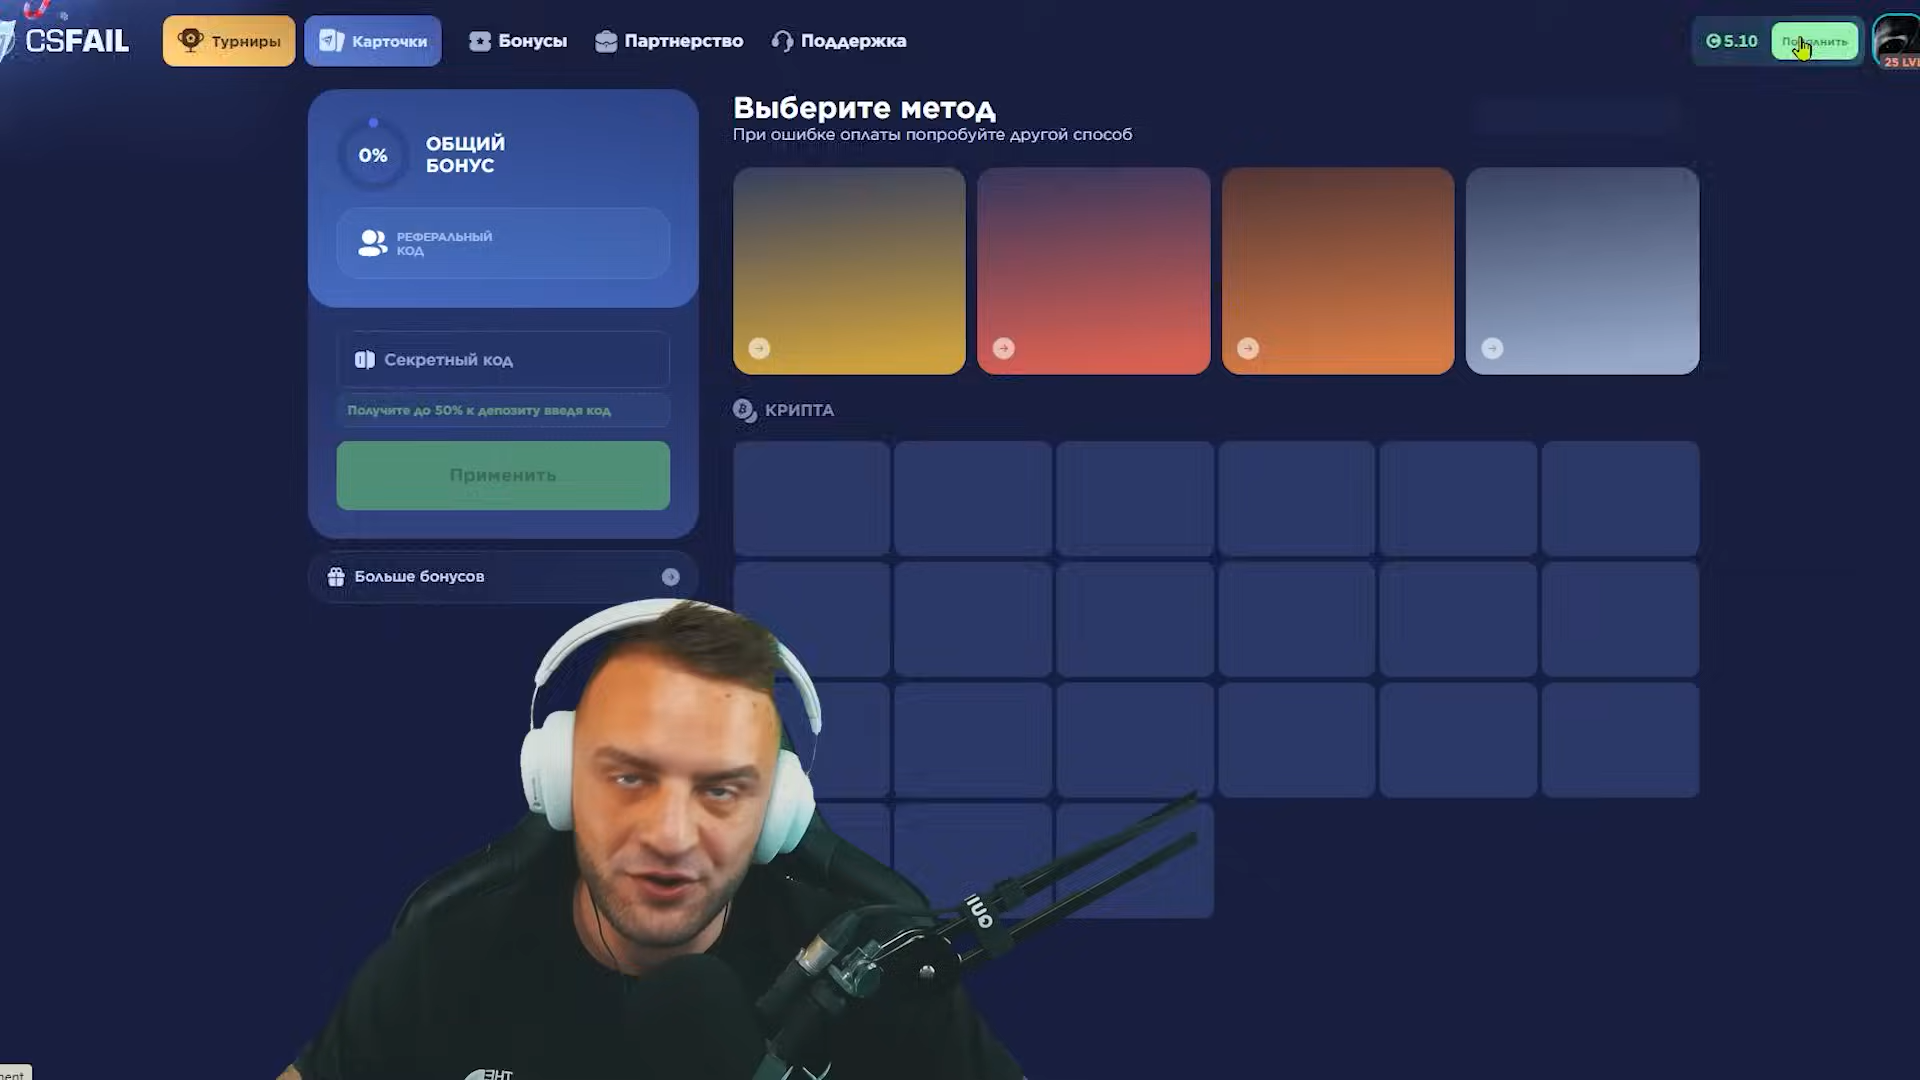 CSFAIL
Турниры
Карточки
Бонусы
Партнерство
Поддержка
5.10
25 LVL
0%
ОБЩИЙ
БОНУС
РЕФЕРАЛЬНЫЙ
КОД
Секретный код
Получите до 50% к депозиту введя код
Применить
Больше бонусов
Выберите метод
При ошибке оплаты попробуйте другой способ
КРИПТА
THE